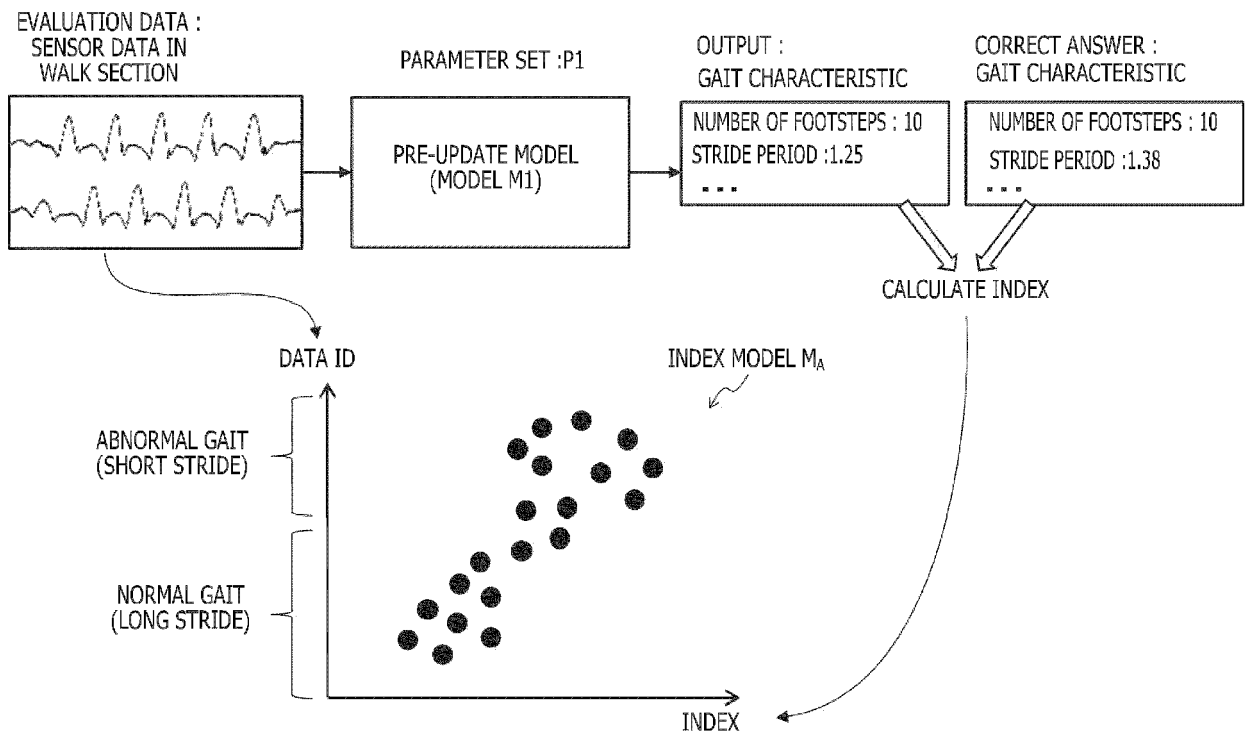 EVALUATION DATA :
SENSOR DATA IN
WALK SECTION
PARAMETER SET :P1
OUTPUT :
GAIT CHARACTERISTIC
CORRECT ANSWER :
GAIT CHARACTERISTIC
PRE-UPDATE MODEL
(MODEL M1)
NUMBER OF FOOTSTEPS : 10
STRIDE PERIOD :1.25
...
NUMBER OF FOOTSTEPS : 10
STRIDE PERIOD :1.38
...
CALCULATE INDEX
DATA ID
INDEX MODEL MA
ABNORMAL GAIT
(SHORT STRIDE)
NORMAL GAIT
(LONG STRIDE)
INDEX